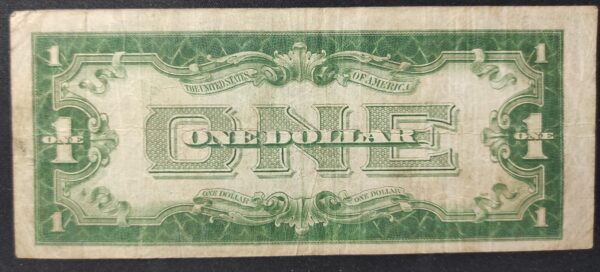 1 1
THE UNITED STATES OF AMERICA
ONE
ONE DOLLAR
1 ONE 1 ONE
ONE DOLLAR ONE DOLLAR
1 1